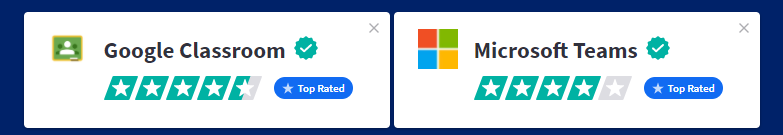 Google Classroom
Top Rated
Microsoft Teams
Top Rated